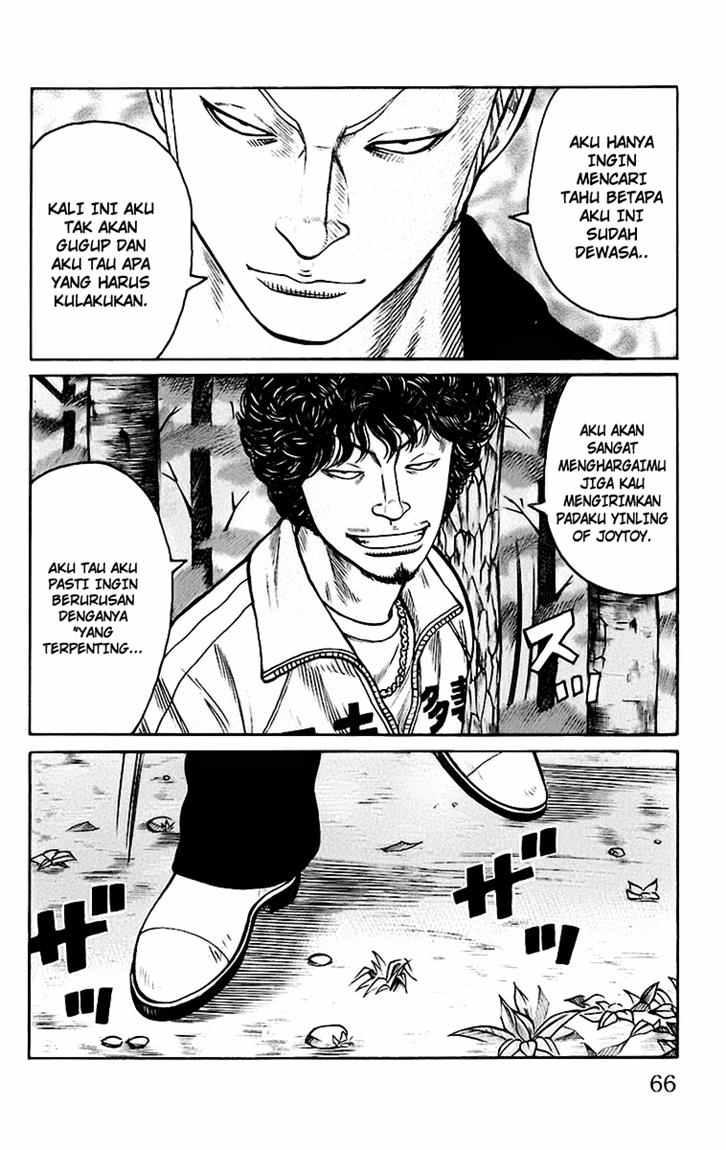 AKU HANYA
INGIN
MENCARI
TAHU BETAPA
AKU INI
SUDAH
DEWASA..
KALI INI AKU
TAK AKAN
GUGUP DAN
AKU TAU APA
YANG HARUS
KULAKUKAN.
AKU AKAN
SANGAT
MENGHARGAIMU
JIGA KAU
MENGIRIMKAN
PADAKU YINLING
OF JOYTOY.
AKU TAU AKU
PASTI INGIN
BERURUSAN
DENGANYA
"YANG
TERPENTING...
ス…
ザッ
ザッ
66